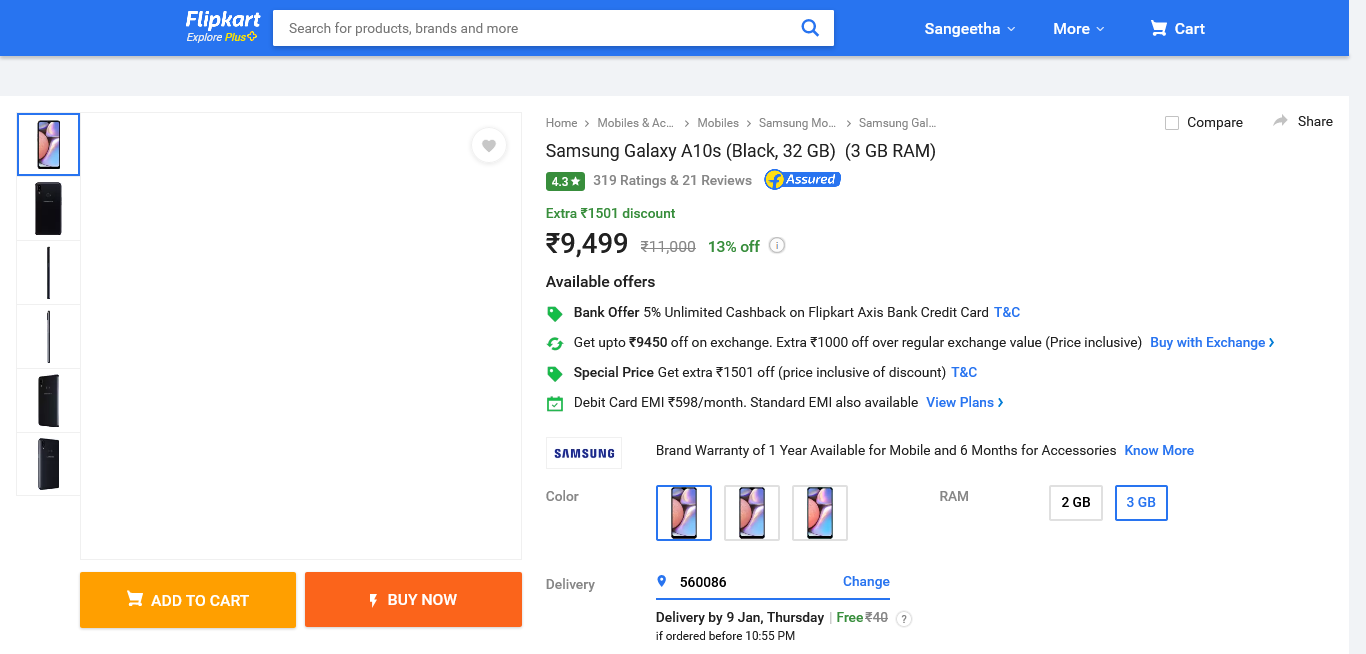 Flipkart
Explore Plus
Search for products, brands and more
Sangeetha
More
Cart
Home > Mobiles & Ac... > Mobiles > Samsung Mo... > Samsung Gal...
Compare
Share
Samsung Galaxy A10s (Black, 32 GB) (3 GB RAM)
4.3★ 319 Ratings & 21 Reviews Assured
Extra ₹1501 discount
₹9,499 ₹11,000 13% off i
Available offers
Bank Offer 5% Unlimited Cashback on Flipkart Axis Bank Credit Card T&C
Get upto ₹9450 off on exchange. Extra ₹1000 off over regular exchange value (Price inclusive) Buy with Exchange >
Special Price Get extra ₹1501 off (price inclusive of discount) T&C
Debit Card EMI ₹598/month. Standard EMI also available View Plans >
SAMSUNG Brand Warranty of 1 Year Available for Mobile and 6 Months for Accessories Know More
Color
RAM 2 GB 3 GB
Delivery 560086 Change
Delivery by 9 Jan, Thursday | Free ₹40 ?
if ordered before 10:55 PM
ADD TO CART
BUY NOW